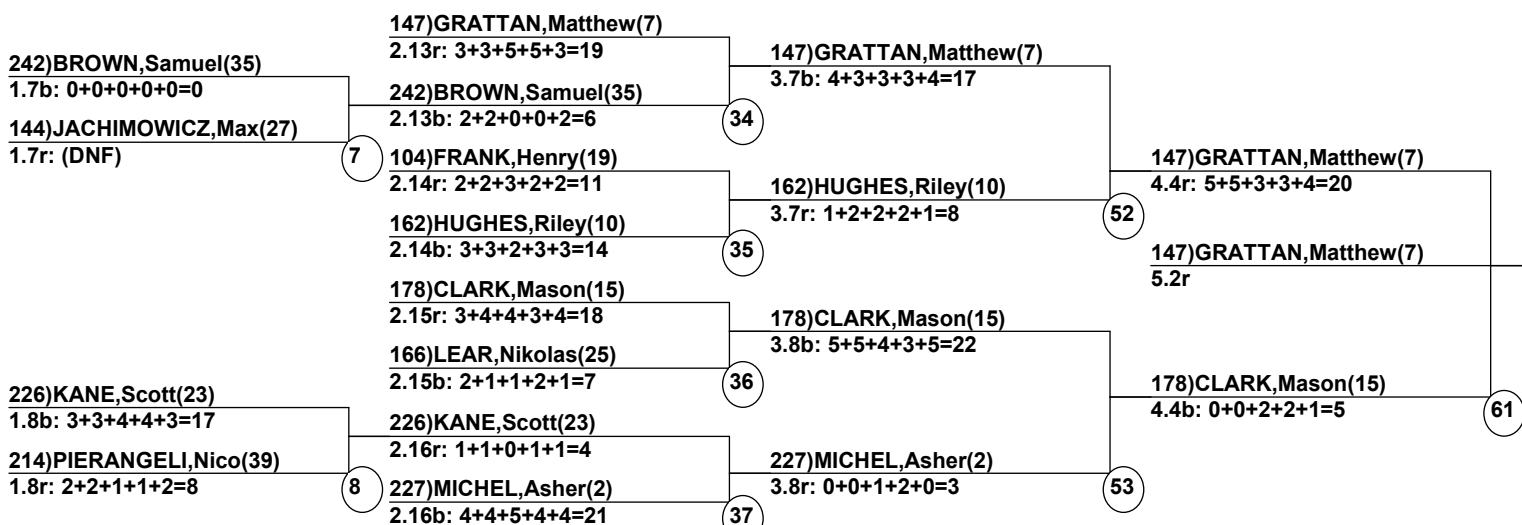 242)BROWN,Samuel(35)
1.7b: 0+0+0+0+0=0
144)JACHIMOWICZ,Max(27)
1.7r: (DNF)
7
226)KANE,Scott(23)
1.8b: 3+3+4+4+3=17
214)PIERANGELI,Nico(39)
1.8r: 2+2+1+1+2=8
8
147)GRATTAN,Matthew(7)
2.13r: 3+3+5+5+3=19
242)BROWN,Samuel(35)
2.13b: 2+2+0+0+2=6
34
104)FRANK,Henry(19)
2.14r: 2+2+3+2+2=11
162)HUGHES,Riley(10)
2.14b: 3+3+2+3+3=14
35
178)CLARK,Mason(15)
2.15r: 3+4+4+3+4=18
166)LEAR,Nikolas(25)
2.15b: 2+1+1+2+1=7
36
226)KANE,Scott(23)
2.16r: 1+1+0+1+1=4
227)MICHEL,Asher(2)
2.16b: 4+4+5+4+4=21
37
147)GRATTAN,Matthew(7)
3.7b: 4+3+3+3+4=17
162)HUGHES,Riley(10)
3.7r: 1+2+2+2+1=8
52
178)CLARK,Mason(15)
3.8b: 5+5+4+3+5=22
227)MICHEL,Asher(2)
3.8r: 0+0+1+2+0=3
53
147)GRATTAN,Matthew(7)
4.4r: 5+5+3+3+4=20
147)GRATTAN,Matthew(7)
5.2r
178)CLARK,Mason(15)
4.4b: 0+0+2+2+1=5
61